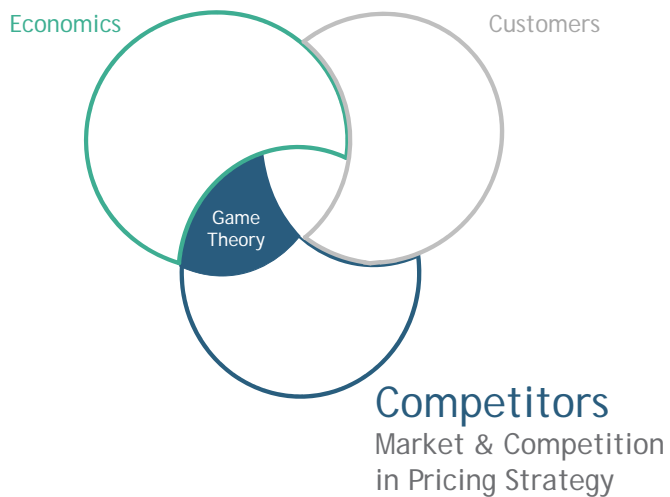 Economics
Customers
Game
Theory
Competitors
Market & Competition
in Pricing Strategy